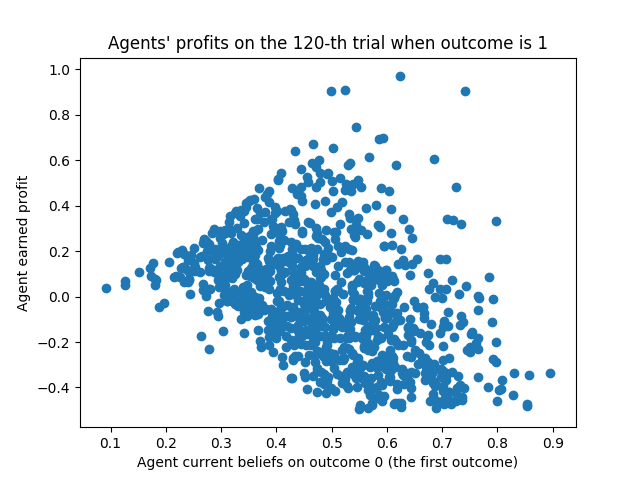 Agents' profits on the 120-th trial when outcome is 1
Agent earned profit
1.0
0.8
0.6
0.4
0.2
0.0
−0.2
−0.4
0.1 0.2 0.3 0.4 0.5 0.6 0.7 0.8 0.9
Agent current beliefs on outcome 0 (the first outcome)